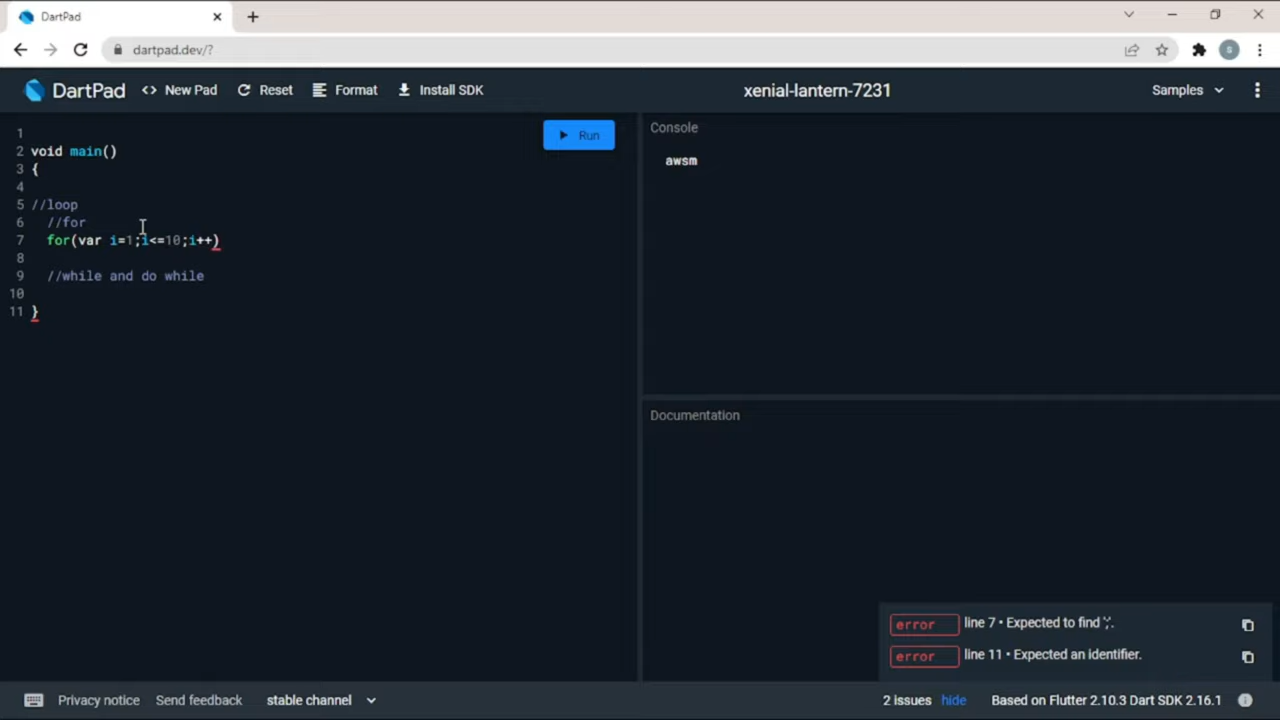 DartPad
dartpad.dev/?
DartPad
<> New Pad
Reset
Format
Install SDK
xenial-lantern-7231
Samples
Run
1
2 void main()
3 {
4
5 //loop
6 //for
7 for(var i=1;i<=10;i++)
8
9 //while and do while
10
11 }
Console
awsm
Documentation
error line 7 • Expected to find ';'.
error line 11 • Expected an identifier.
Privacy notice
Send feedback
stable channel
2 issues hide
Based on Flutter 2.10.3 Dart SDK 2.16.1
S